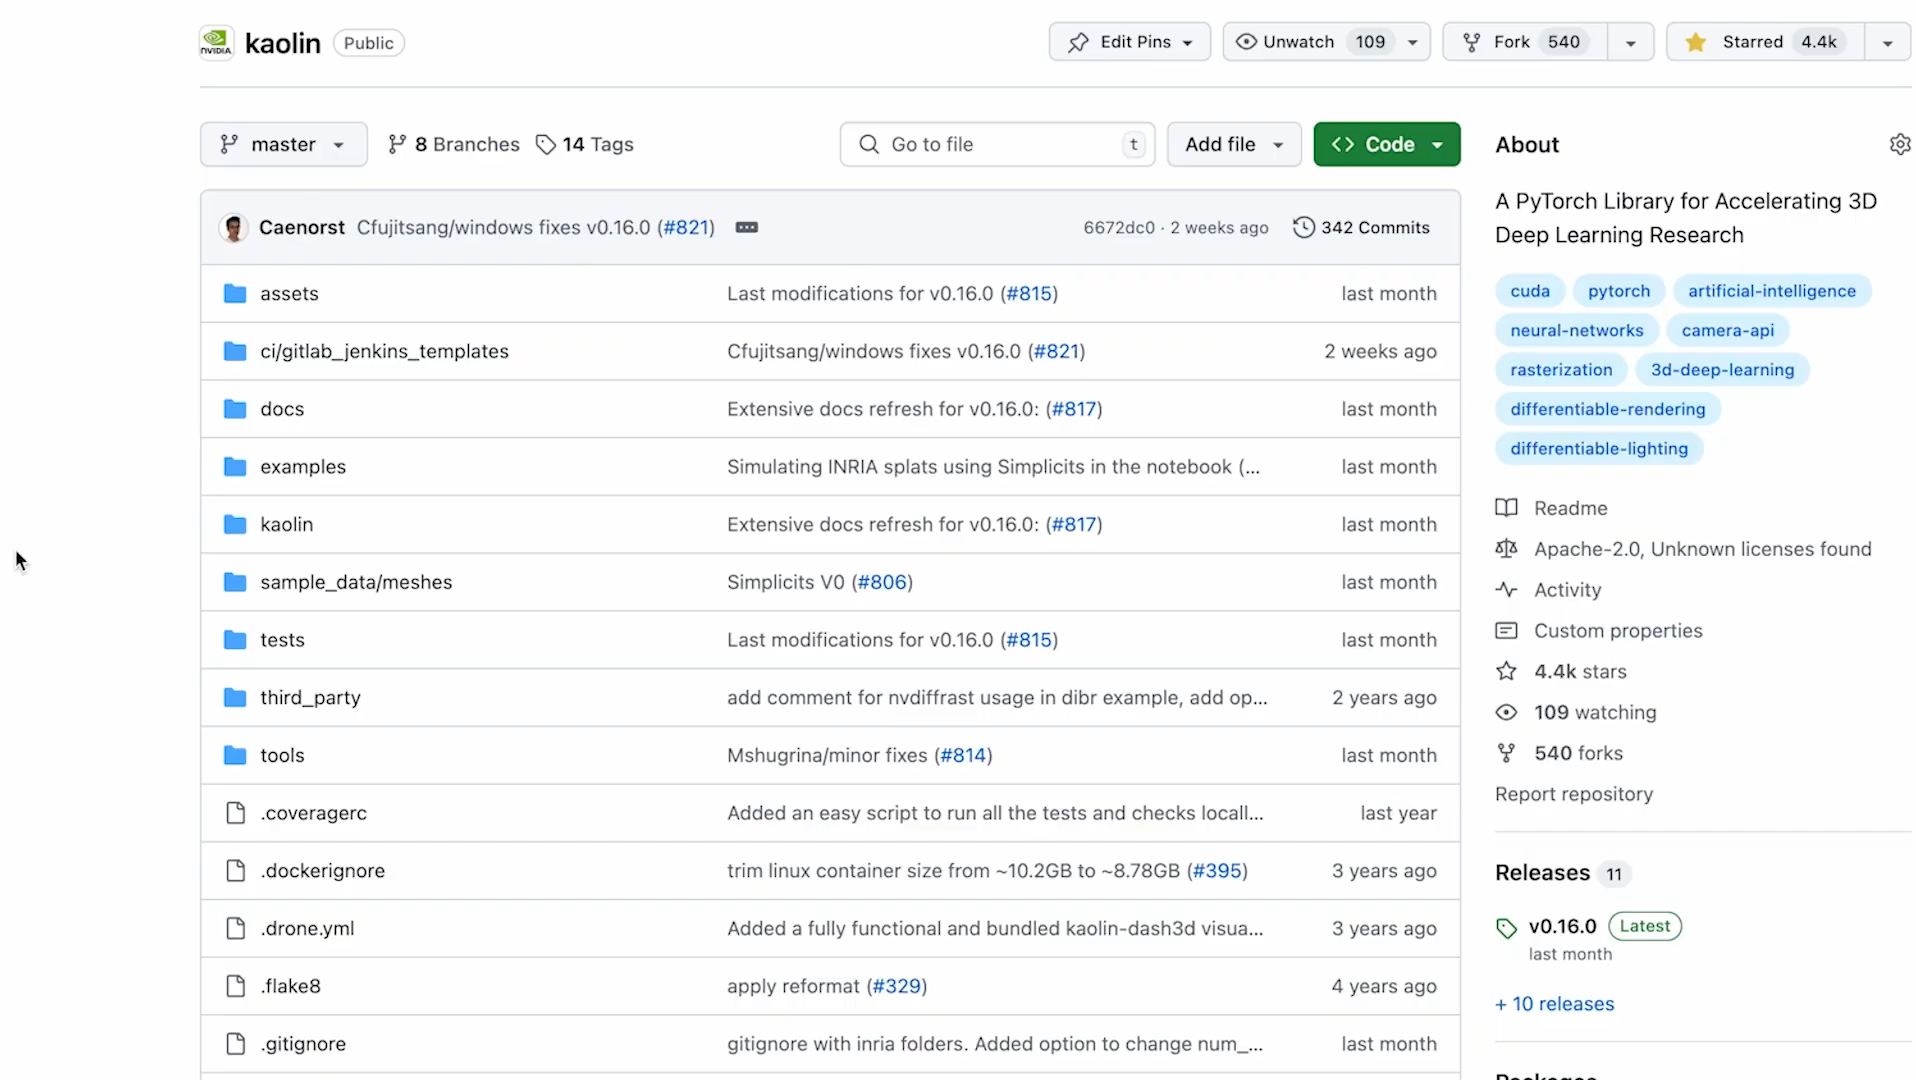 NVIDIA kaolin Public Edit Pins Unwatch 109 Fork 540 Starred 4.4k
master 8 Branches 14 Tags Go to file t Add file Code
Caenorst Cfujitsang/windows fixes v0.16.0 (#821) 6672dc0 · 2 weeks ago 342 Commits
assets Last modifications for v0.16.0 (#815) last month
ci/gitlab_jenkins_templates Cfujitsang/windows fixes v0.16.0 (#821) 2 weeks ago
docs Extensive docs refresh for v0.16.0: (#817) last month
examples Simulating INRIA splats using Simplicits in the notebook (... last month
kaolin Extensive docs refresh for v0.16.0: (#817) last month
sample_data/meshes Simplicits V0 (#806) last month
tests Last modifications for v0.16.0 (#815) last month
third_party add comment for nvdiffrast usage in dibr example, add op... 2 years ago
tools Mshugrina/minor fixes (#814) last month
.coveragerc Added an easy script to run all the tests and checks locall... last year
.dockerignore trim linux container size from ~10.2GB to ~8.78GB (#395) 3 years ago
.drone.yml Added a fully functional and bundled kaolin-dash3d visua... 3 years ago
.flake8 apply reformat (#329) 4 years ago
.gitignore gitignore with inria folders. Added option to change num_... last month
About
A PyTorch Library for Accelerating 3D
Deep Learning Research
cuda pytorch artificial-intelligence
neural-networks camera-api
rasterization 3d-deep-learning
differentiable-rendering
differentiable-lighting
Readme
Apache-2.0, Unknown licenses found
Activity
Custom properties
4.4k stars
109 watching
540 forks
Report repository
Releases 11
v0.16.0 Latest
last month
+ 10 releases
Packages